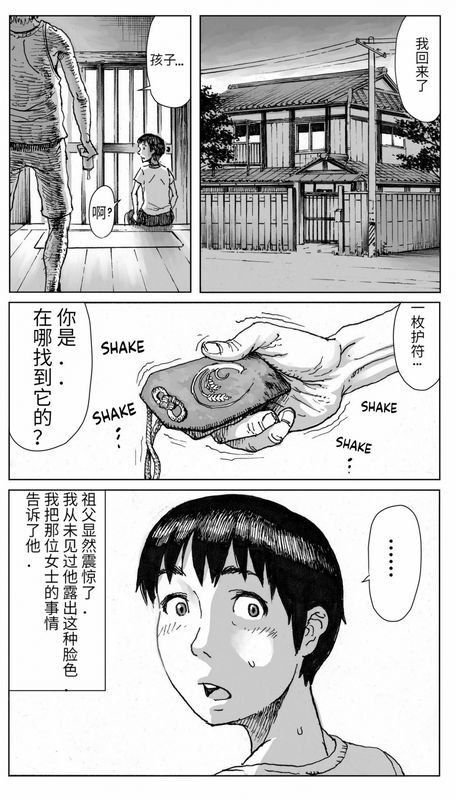 我回来了
孩子...
啊?
一枚护符...
SHAKE
SHAKE
SHAKE
SHAKE
你是..
在哪找到它的?
......
祖父显然震惊了.
我从未见过他露出这种脸色.
我把那位女士的事情
告诉了他.